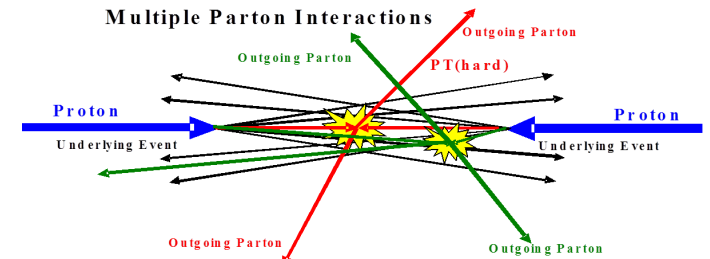 Multiple Parton Interactions
Outgoing Parton
Outgoing Parton
PT(hard)
Proton
Proton
Underlying Event
Underlying Event
Outgoing Parton
Outgoing Parton